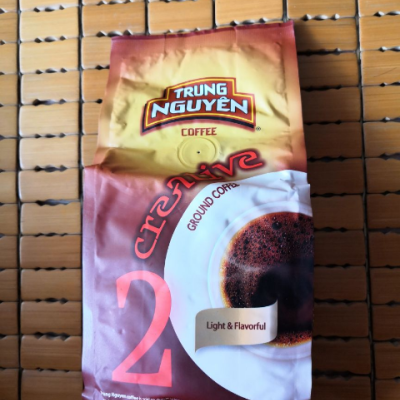 TRUNG
NGUYÊN
COFFEE
creative
GROUND COFFEE
2
Light & Flavorful